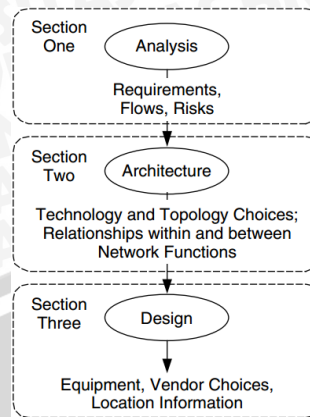 Section
One
Analysis
Requirements,
Flows, Risks
Section
Two
Architecture
Technology and Topology Choices;
Relationships within and between
Network Functions
Section
Three
Design
Equipment, Vendor Choices,
Location Information